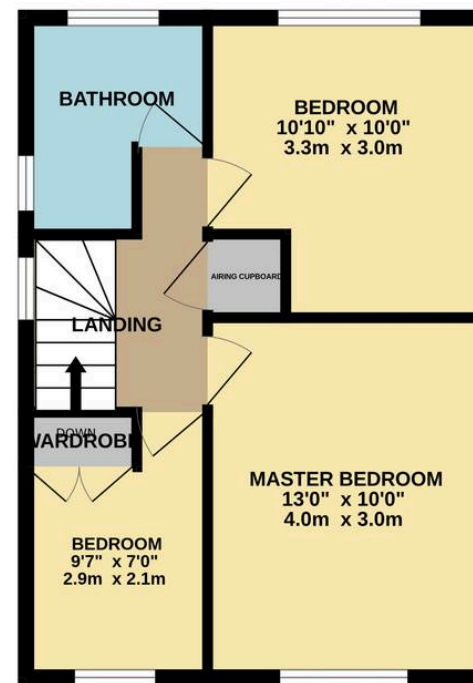 BATHROOM
BEDROOM
10'10" x 10'0"
3.3m x 3.0m
AIRING CUPBOARD
LANDING
DOWN
WARDROBE
MASTER BEDROOM
13'0" x 10'0"
4.0m x 3.0m
BEDROOM
9'7" x 7'0"
2.9m x 2.1m